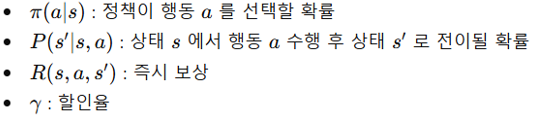 • π(a|s) : 정책이 행동 a 를 선택할 확률
• P(s′|s, a) : 상태 s 에서 행동 a 수행 후 상태 s′ 로 전이될 확률
• R(s, a, s′) : 즉시 보상
• γ : 할인율